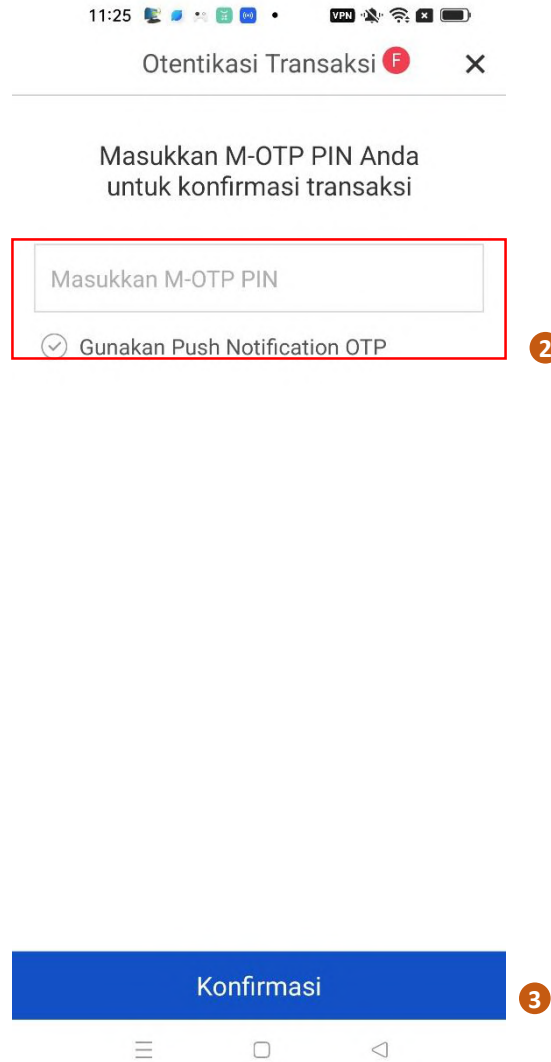 11:25 VPN
Otentikasi Transaksi F
Masukkan M-OTP PIN Anda
untuk konfirmasi transaksi
Masukkan M-OTP PIN
Gunakan Push Notification OTP
2
Konfirmasi
3